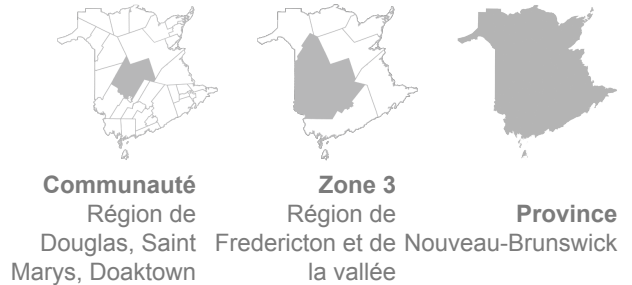 Communauté
Région de
Douglas, Saint
Marys, Doaktown
Zone 3
Région de
Fredericton et de
la vallée
Province
Nouveau-Brunswick